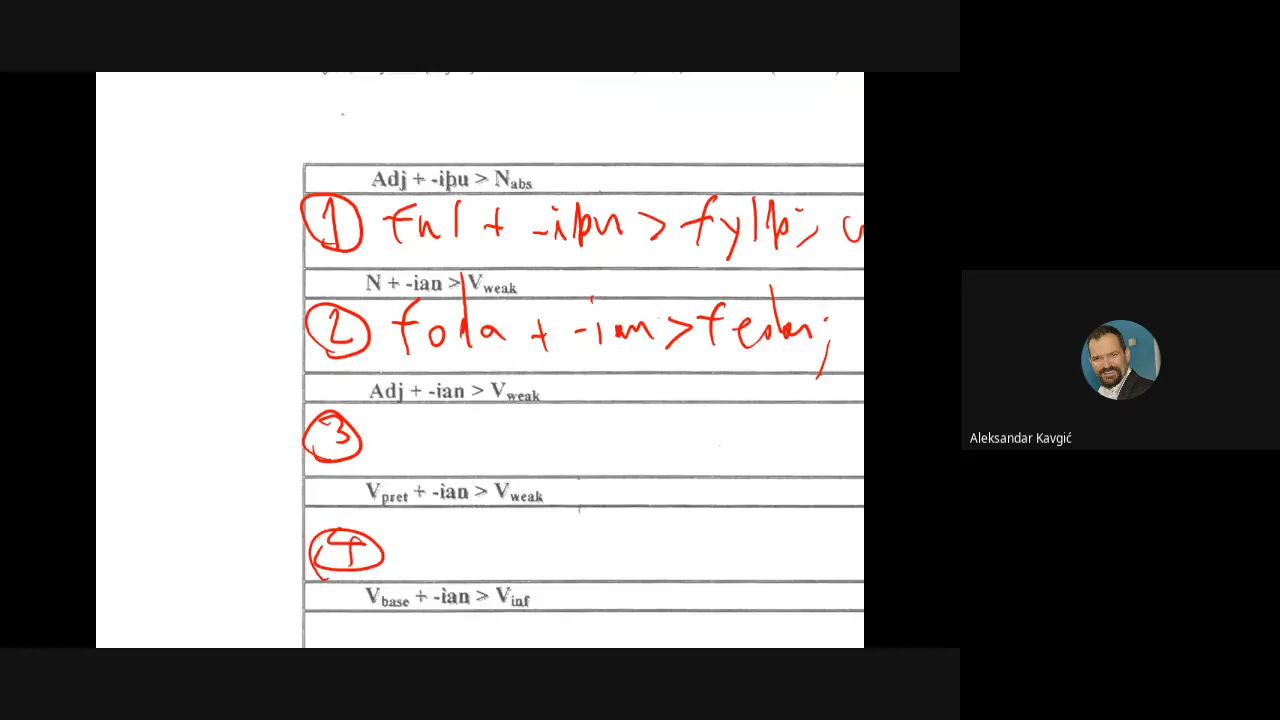 Adj + -iþu > Nabs
① ful + -iþu > fylþ;
N + -ian > Vweak
② foda + -ian > fedan;
Adj + -ian > Vweak
③
Vpret + -ian > Vweak
④
Vbase + -ian > Vinf
Aleksandar Kavgić